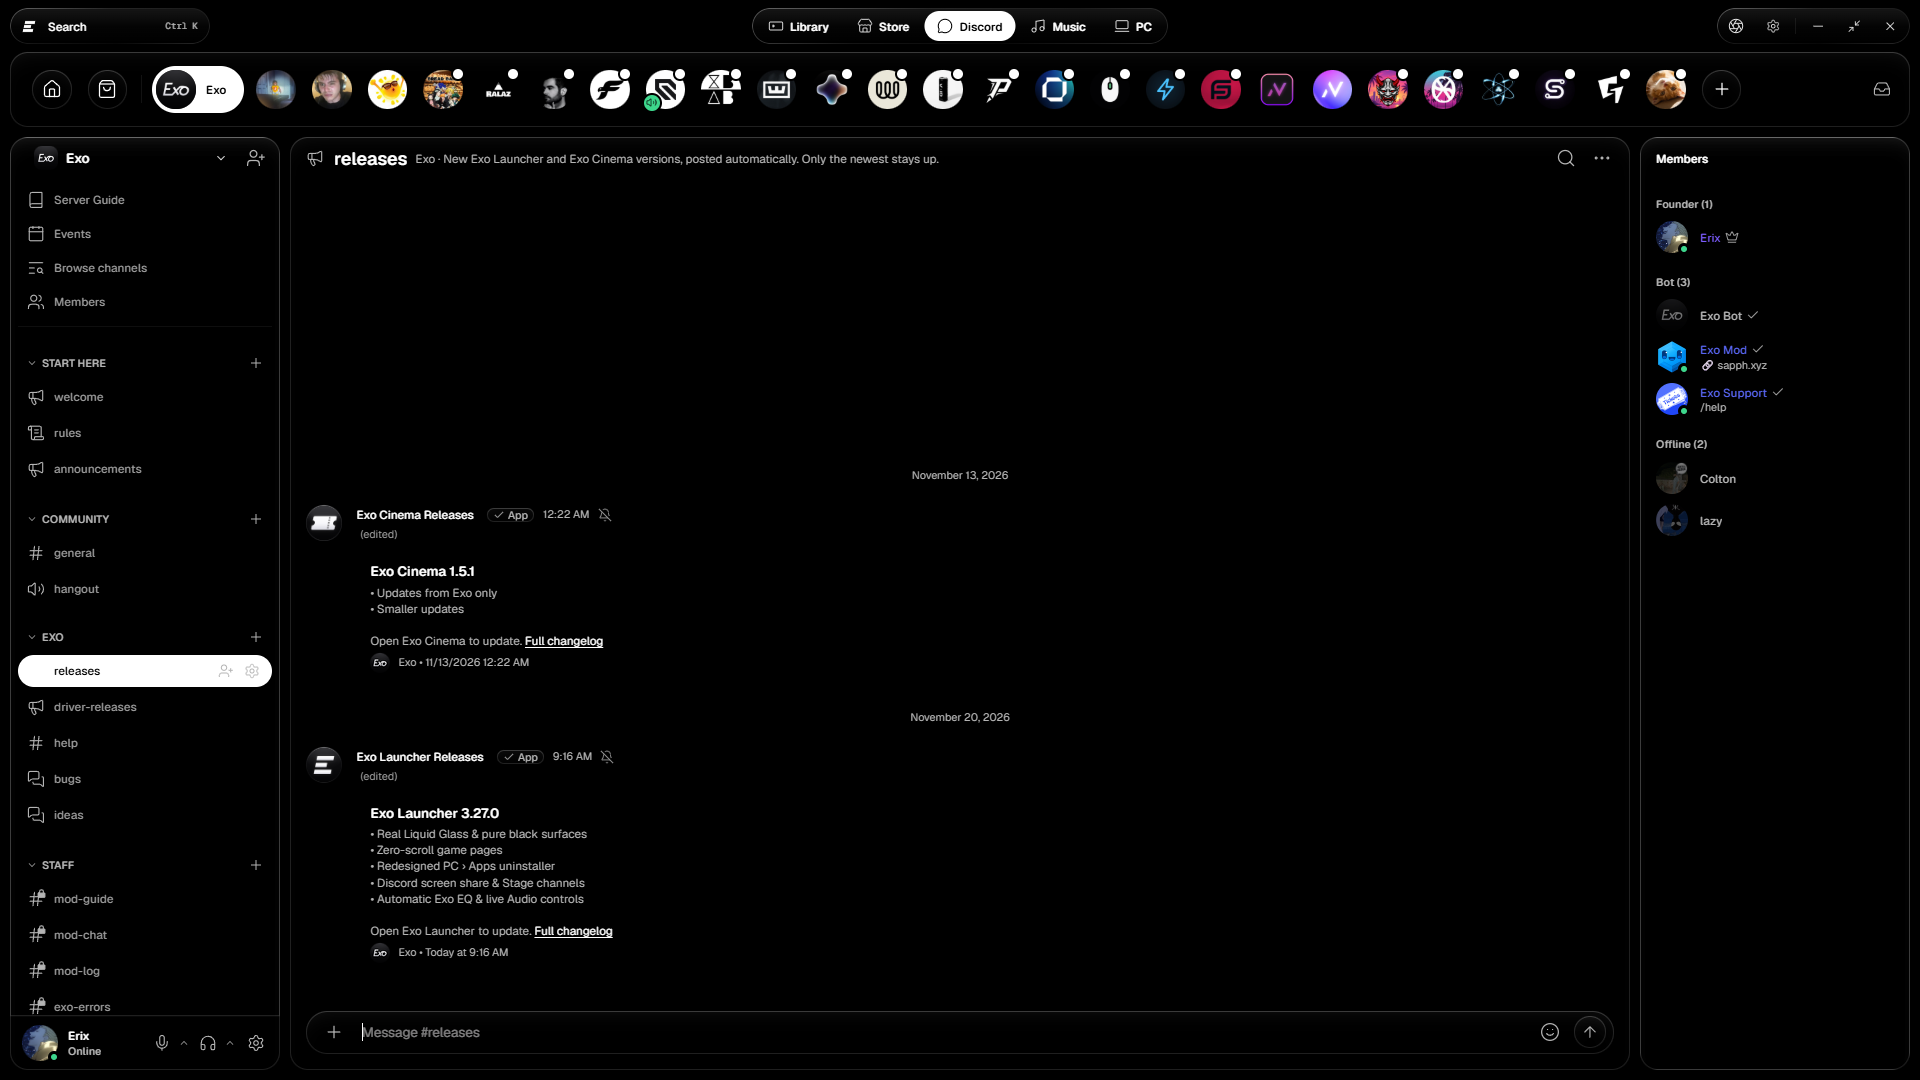 Search
Ctrl K
Library
Store
Discord
Music
PC
Exo
Exo
RALAZ
Exo
Exo
Server Guide
Events
Browse channels
Members
START HERE
welcome
rules
announcements
COMMUNITY
general
hangout
EXO
releases
driver-releases
help
bugs
ideas
STAFF
mod-guide
mod-chat
mod-log
exo-errors
Erix
Online
releases
Exo · New Exo Launcher and Exo Cinema versions, posted automatically. Only the newest stays up.
November 13, 2026
Exo Cinema Releases
App
12:22 AM
(edited)
Exo Cinema 1.5.1
• Updates from Exo only
• Smaller updates
Open Exo Cinema to update. Full changelog
Exo
Exo • 11/13/2026 12:22 AM
November 20, 2026
Exo Launcher Releases
App
9:16 AM
(edited)
Exo Launcher 3.27.0
• Real Liquid Glass & pure black surfaces
• Zero-scroll game pages
• Redesigned PC › Apps uninstaller
• Discord screen share & Stage channels
• Automatic Exo EQ & live Audio controls
Open Exo Launcher to update. Full changelog
Exo
Exo • Today at 9:16 AM
Message #releases
Members
Founder (1)
Erix
Bot (3)
Exo
Exo Bot
Exo Mod
sapph.xyz
Exo Support
/help
Offline (2)
Colton
lazy